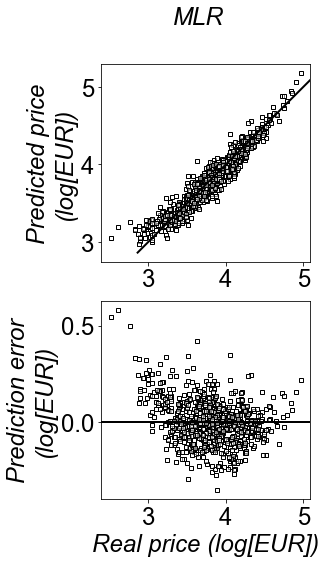 MLR
Predicted price
(log[EUR])
5
4
3
3 4 5
Prediction error
(log[EUR])
0.5
0.0
3 4 5
Real price (log[EUR])